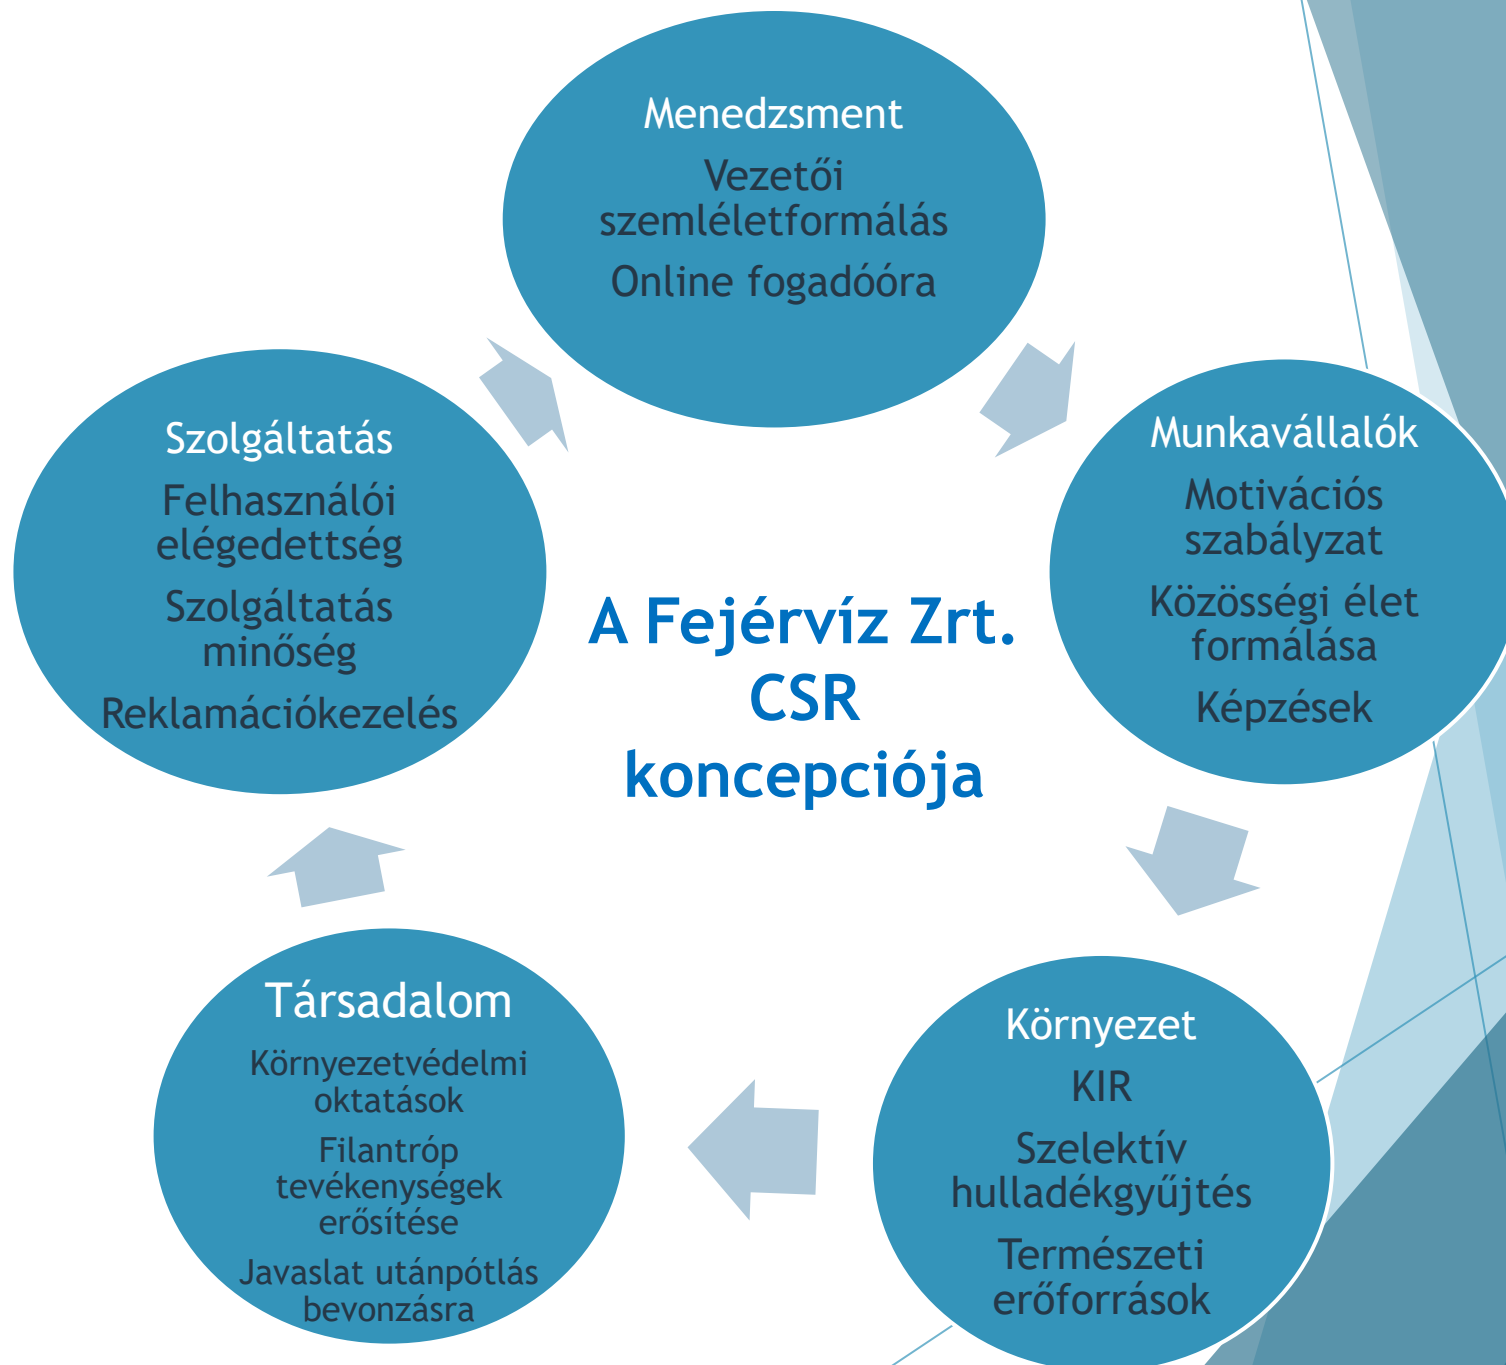 Menedzsment
Vezetői
szemléletformálás
Online fogadóóra
Munkavállalók
Motivációs
szabályzat
Közösségi élet
formálása
Képzések
Környezet
KIR
Szelektív
hulladékgyűjtés
Természeti
erőforrások
Társadalom
Környezetvédelmi
oktatások
Filantróp
tevékenységek
erősítése
Javaslat utánpótlás
bevonzásra
Szolgáltatás
Felhasználói
elégedettség
Szolgáltatás
minőség
Reklamációkezelés
A Fejérvíz Zrt.
CSR
koncepciója